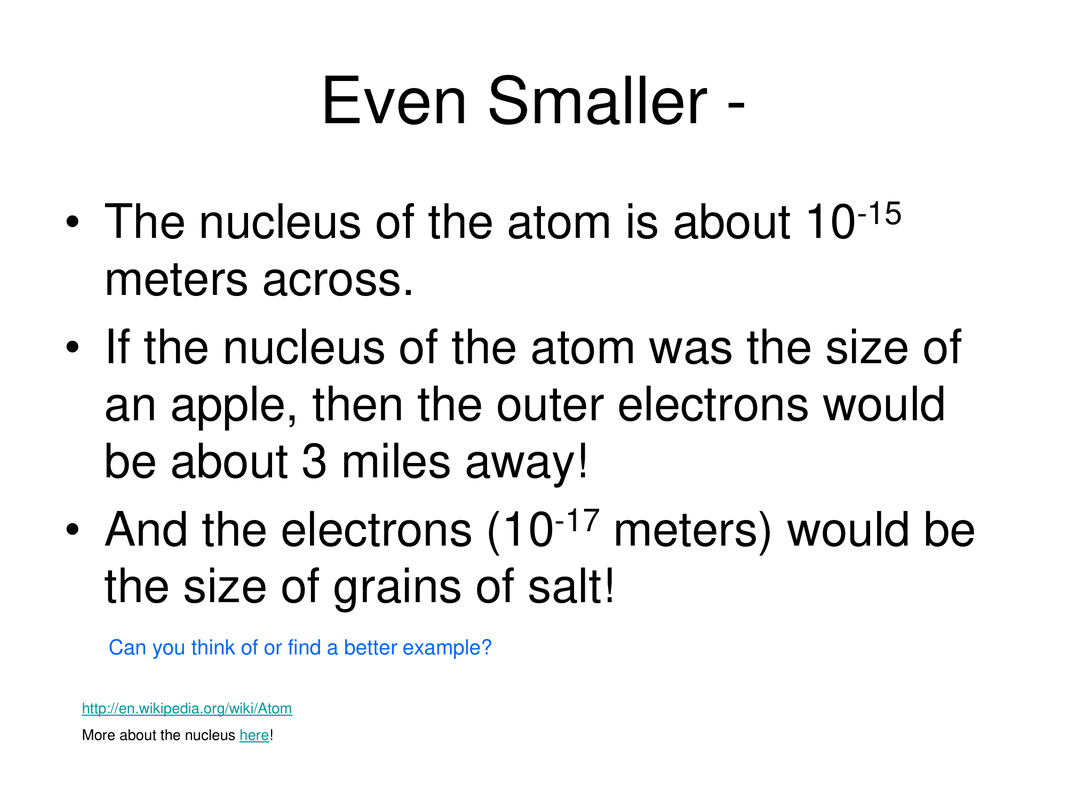 Even Smaller -
• The nucleus of the atom is about 10⁻¹⁵
meters across.
• If the nucleus of the atom was the size of
an apple, then the outer electrons would
be about 3 miles away!
• And the electrons (10⁻¹⁷ meters) would be
the size of grains of salt!
Can you think of or find a better example?
http://en.wikipedia.org/wiki/Atom
More about the nucleus here!